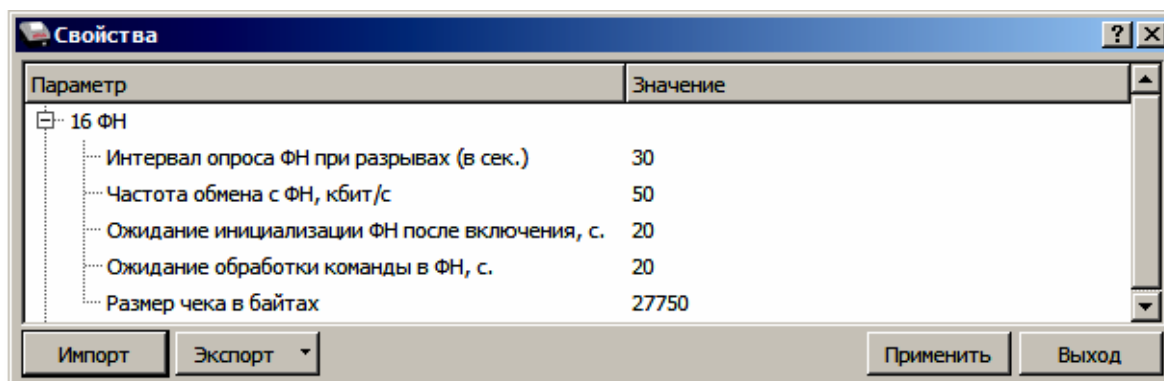 Свойства
Параметр Значение
16 ФН
Интервал опроса ФН при разрывах (в сек.) 30
Частота обмена с ФН, кбит/с 50
Ожидание инициализации ФН после включения, с. 20
Ожидание обработки команды в ФН, с. 20
Размер чека в байтах 27750
Импорт Экспорт Применить Выход